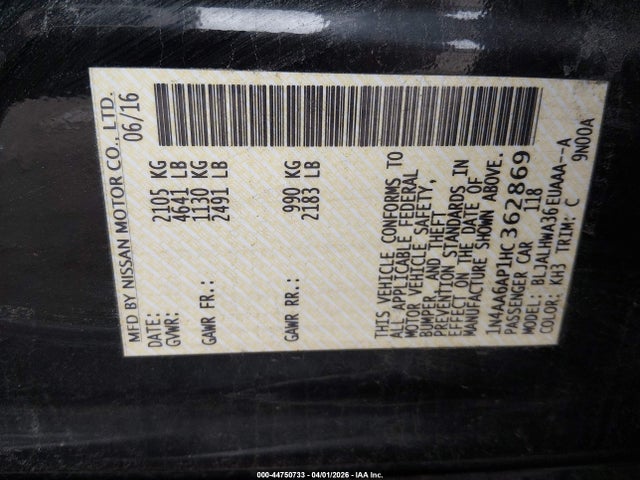 MFD BY NISSAN MOTOR CO., LTD.
DATE: 06/16
GVWR: 2105 KG
4641 LB
GAWR FR.: 1130 KG
2491 LB
GAWR RR.: 990 KG
2183 LB
THIS VEHICLE CONFORMS TO
ALL APPLICABLE FEDERAL
MOTOR VEHICLE SAFETY,
BUMPER, AND THEFT
PREVENTION STANDARDS IN
EFFECT ON THE DATE OF
MANUFACTURE SHOWN ABOVE.
1N4AA6AP1HC362869
PASSENGER CAR 118
MODEL: BLJALHWA36EUAAA--A
COLOR: KH3 TRIM: C 9N00A
000-44750733 - 04/01/2026 - IAA Inc.